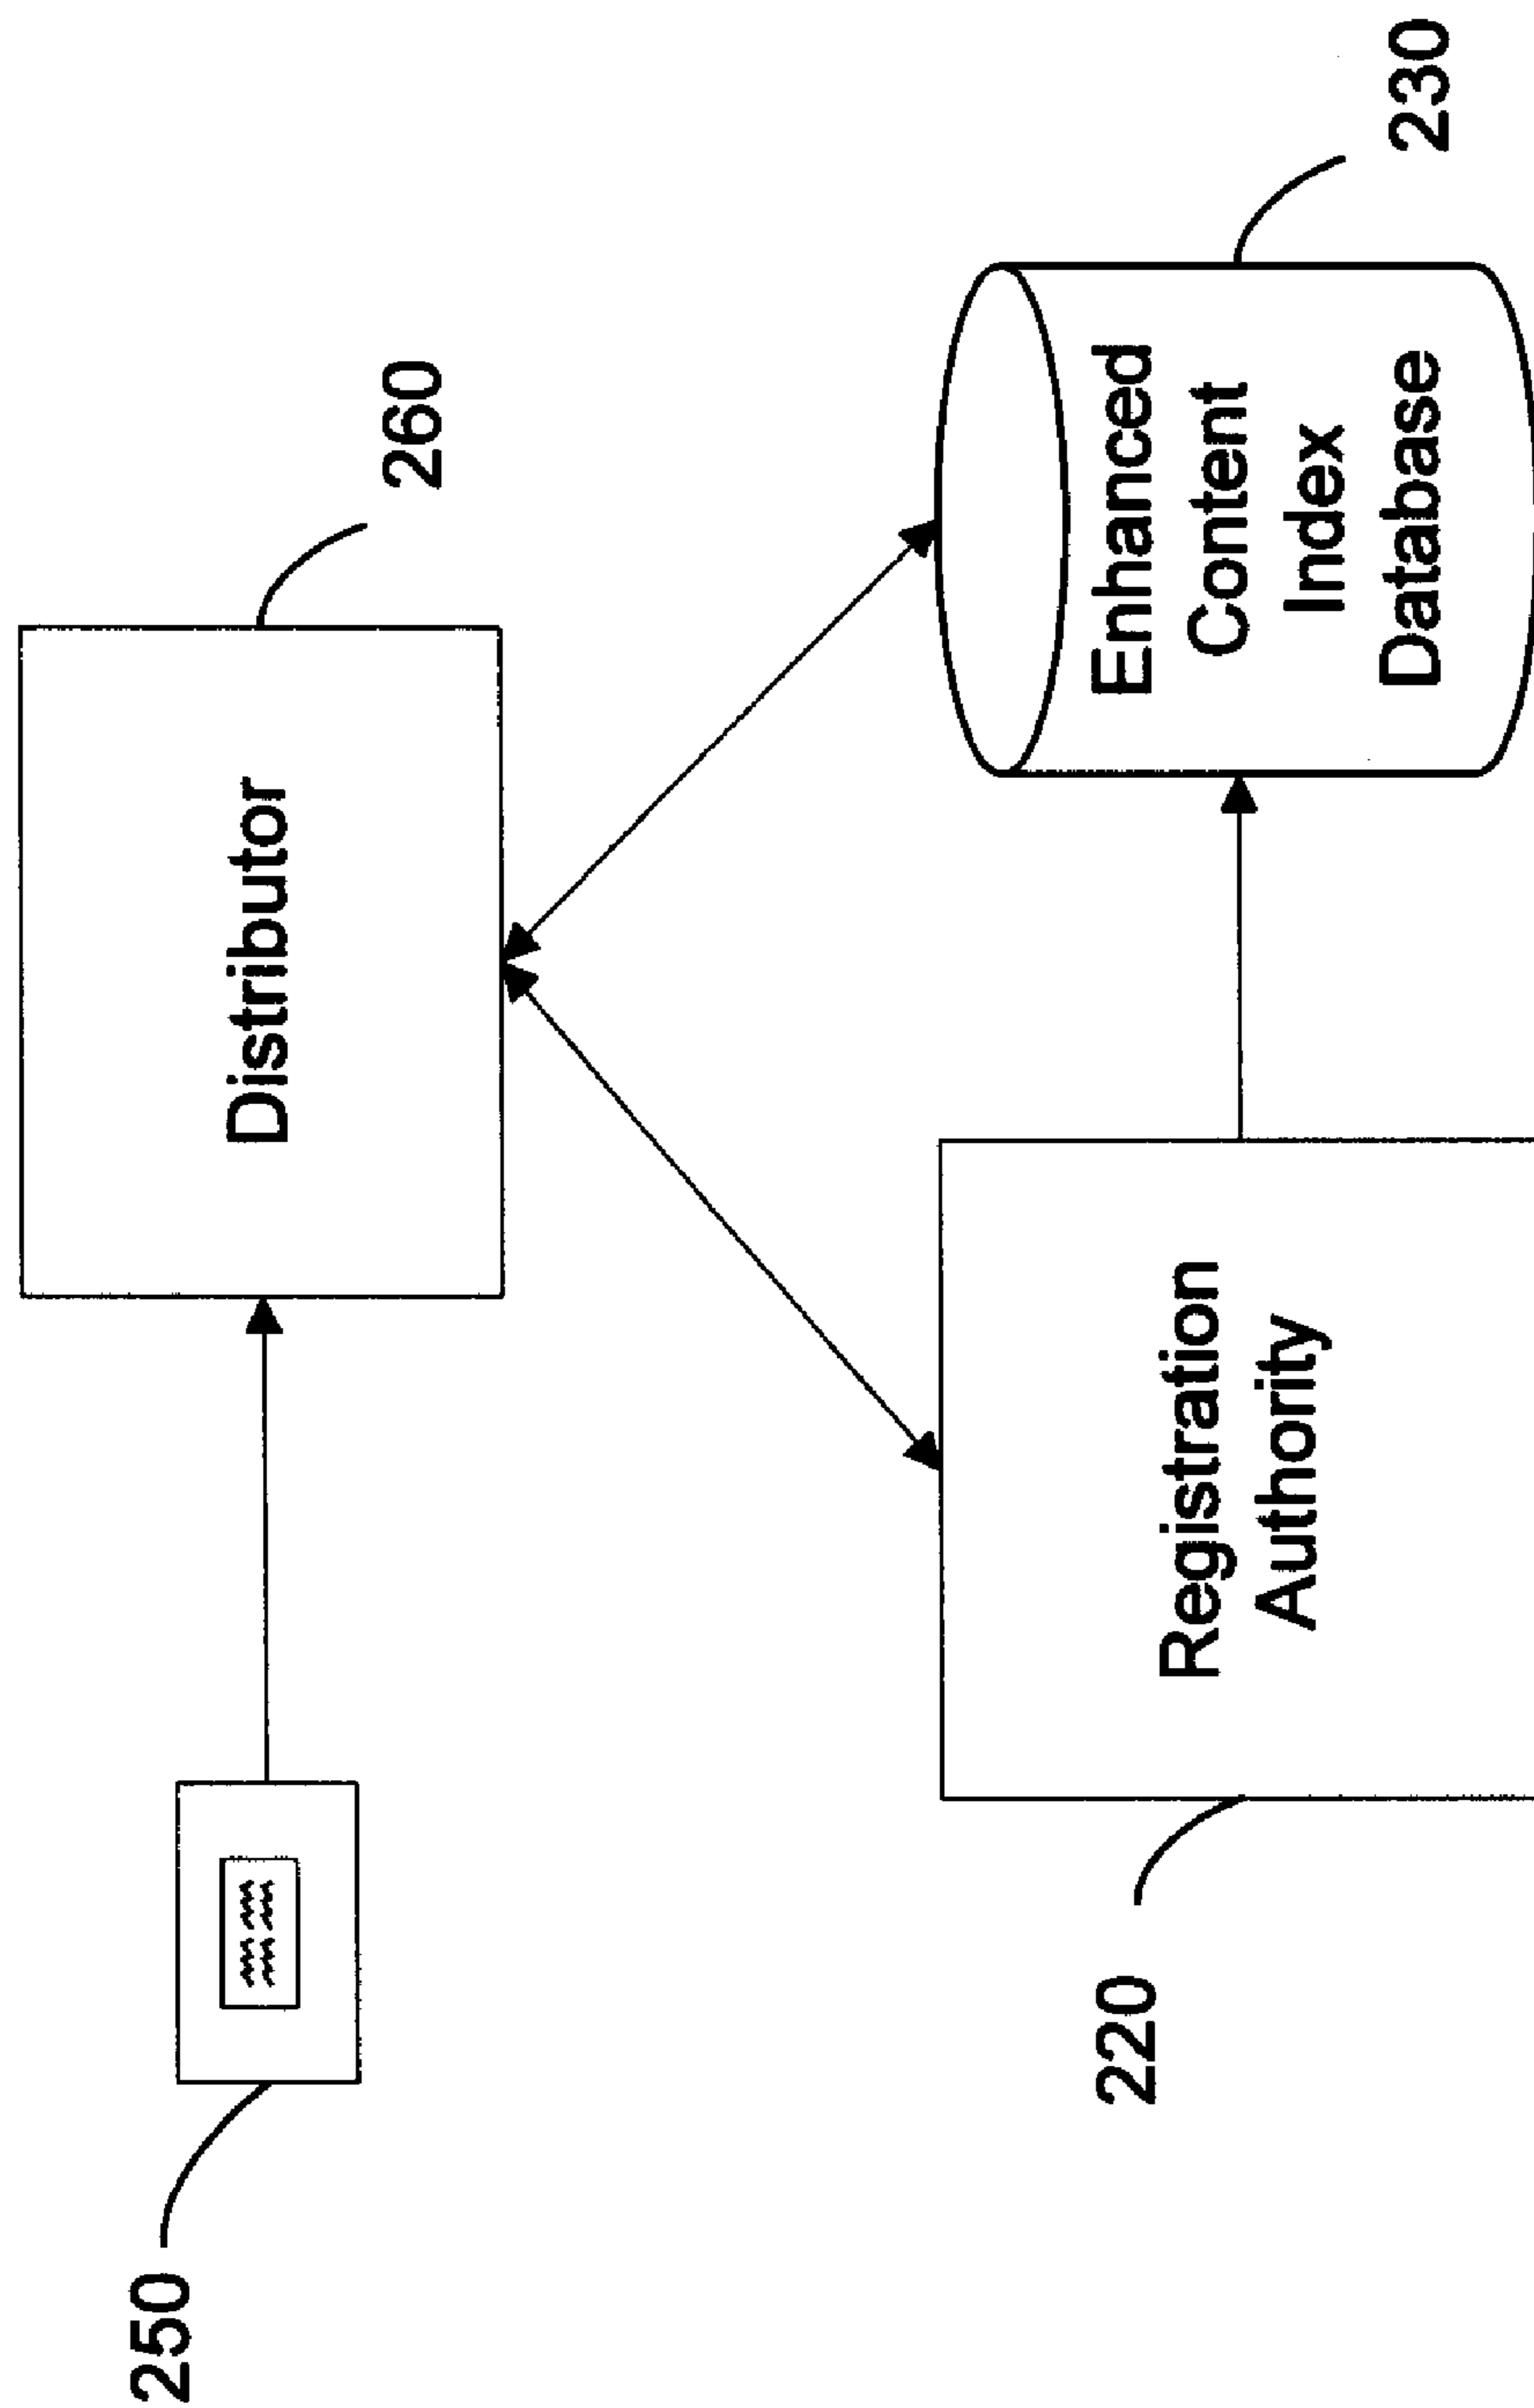 250
Distributor
260
220
Registration
Authority
Enhanced
Content
Index
Database
230